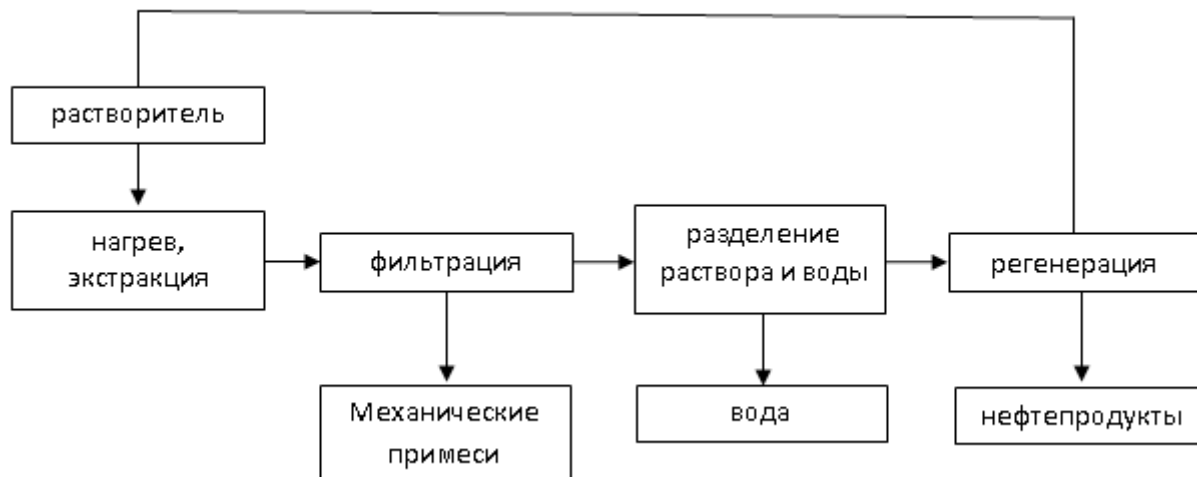 растворитель
нагрев,
экстракция
фильтрация
разделение
раствора и воды
регенерация
Механические
примеси
вода
нефтепродукты